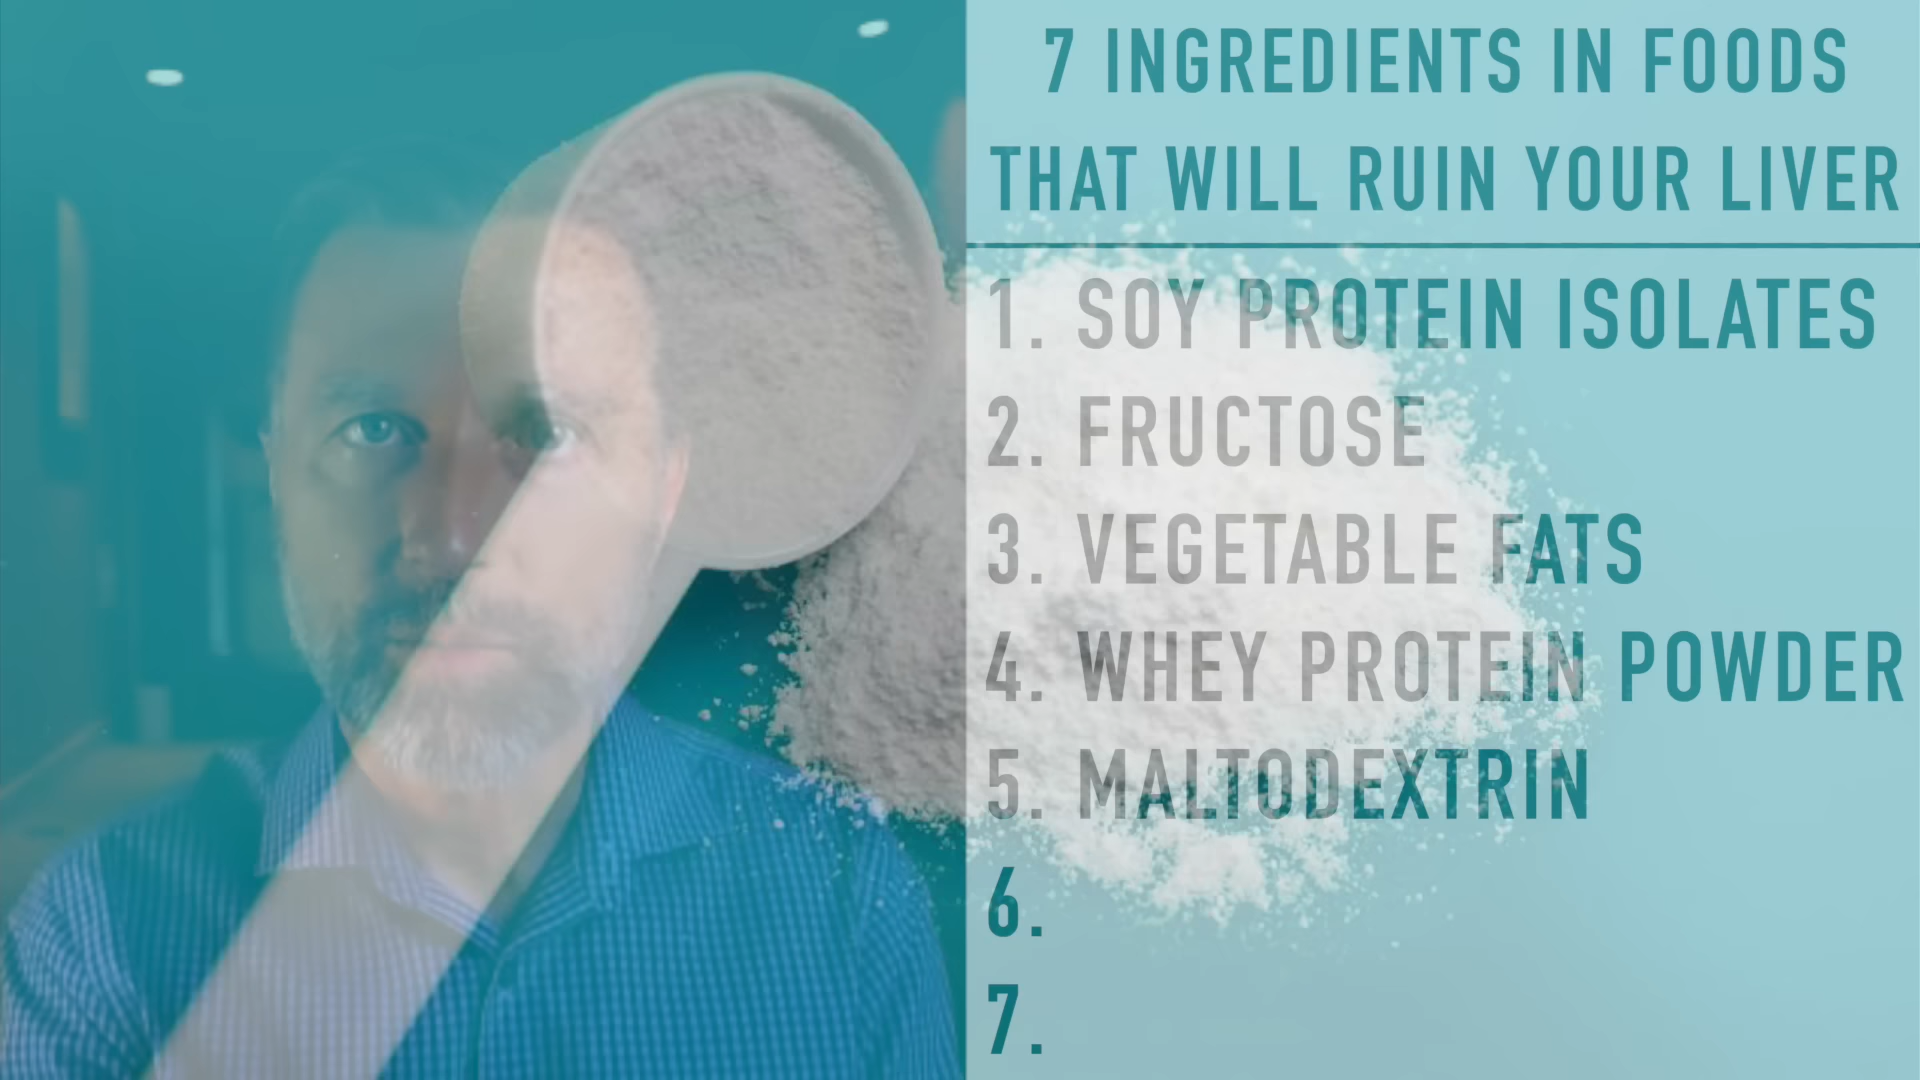 7 INGREDIENTS IN FOODS
THAT WILL RUIN YOUR LIVER
1. SOY PROTEIN ISOLATES
2. FRUCTOSE
3. VEGETABLE FATS
4. WHEY PROTEIN POWDER
5. MALTODEXTRIN
6.
7.